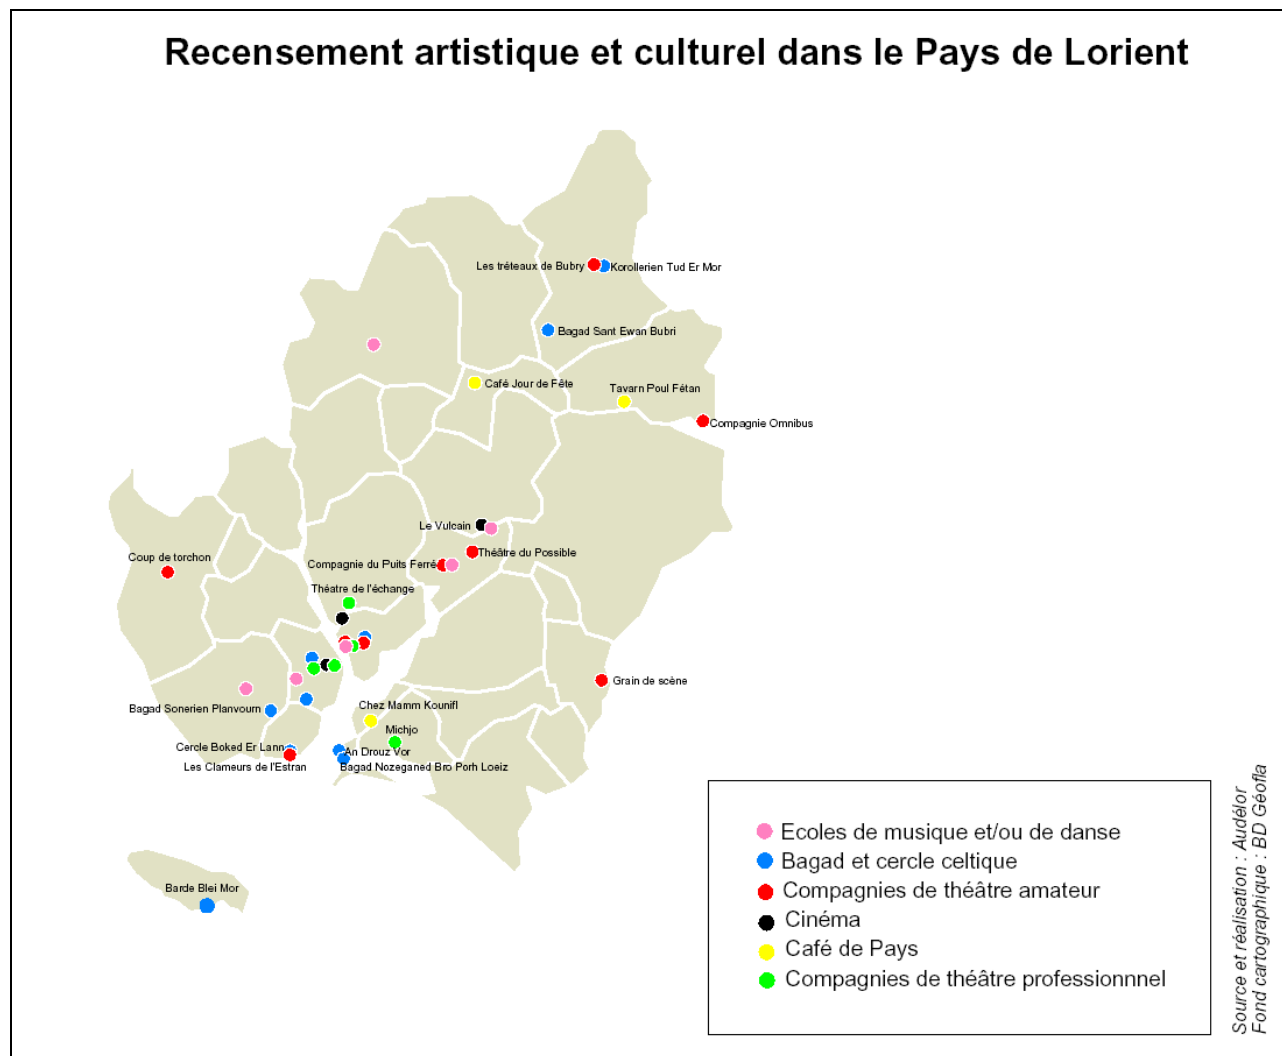 Recensement artistique et culturel dans le Pays de Lorient
Les tréteaux de Bubry
Korollerien Tud Er Mor
Bagad Sant Ewan Bubri
Café Jour de Fête
Tavarn Poul Fétan
Compagnie Omnibus
Le Vulcain
Théâtre du Possible
Coup de torchon
Compagnie du Puits Ferré
Théatre de l'échange
Grain de scène
Bagad Sonerien Planvourn
Chez Mamm Kounifl
Michjo
Cercle Boked Er Lann
An Drouz Vor
Les Clameurs de l'Estran
Bagad Nozeganed Bro Porh Loeiz
Barde Blei Mor
Ecoles de musique et/ou de danse
Bagad et cercle celtique
Compagnies de théâtre amateur
Cinéma
Café de Pays
Compagnies de théâtre professionnnel
Source et réalisation : Audélor
Fond cartographique : BD Géofla